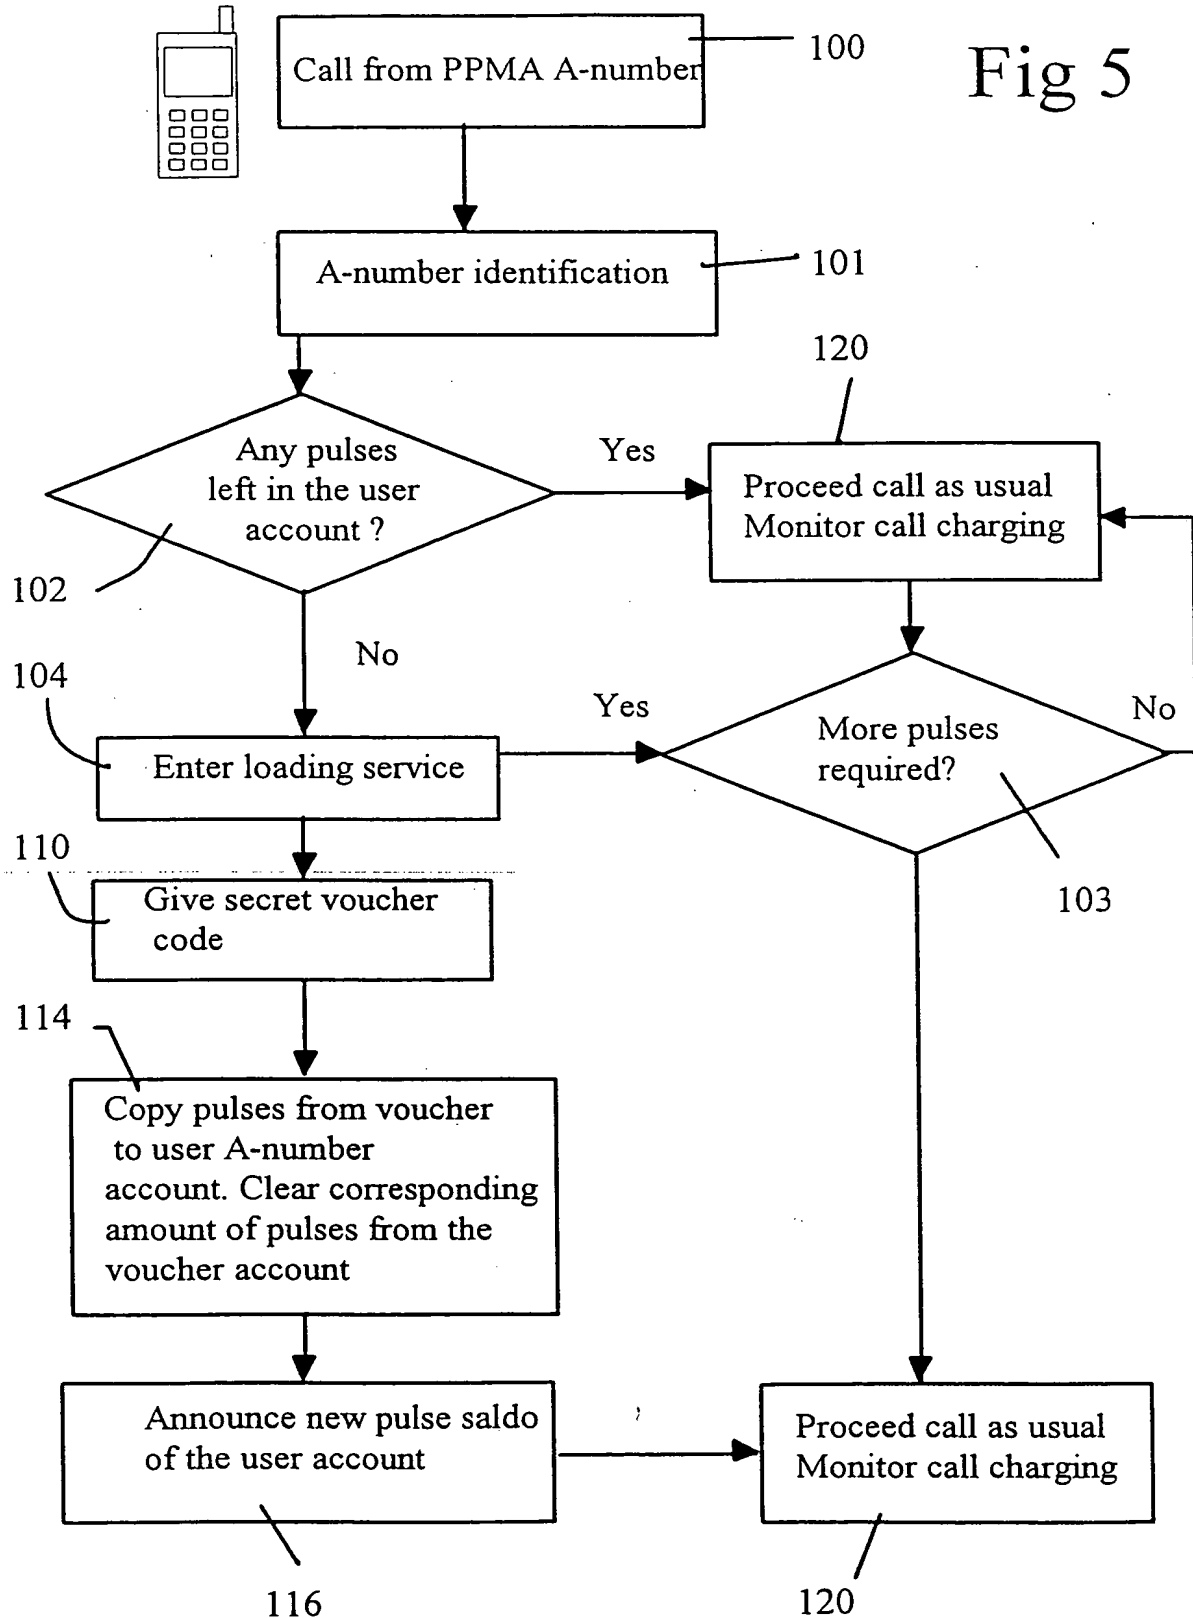 Fig 5
Call from PPMA A-number
100
A-number identification
101
120
Any pulses
left in the user
account ?
Yes
Proceed call as usual
Monitor call charging
102
No
104
Enter loading service
Yes
More pulses
required?
No
103
110
Give secret voucher
code
114
Copy pulses from voucher
to user A-number
account. Clear corresponding
amount of pulses from the
voucher account
Announce new pulse saldo
of the user account
Proceed call as usual
Monitor call charging
116
120